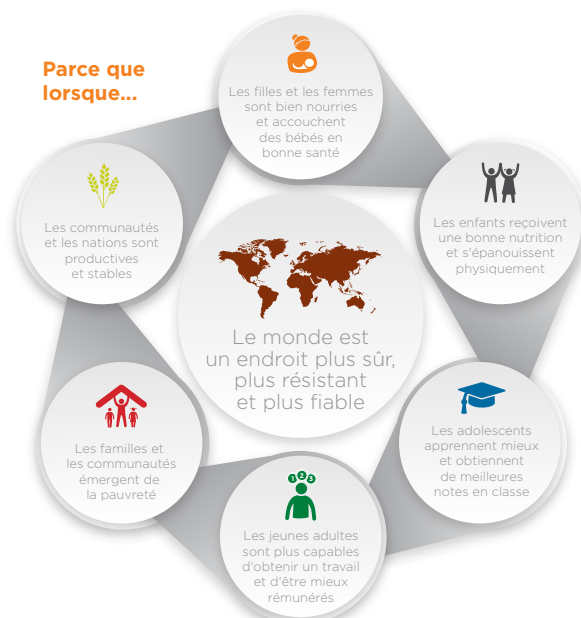 Parce que
lorsque...
Les filles et les femmes
sont bien nourries
et accouchent
des bébés en
bonne santé
Les enfants reçoivent
une bonne nutrition
et s'épanouissent
physiquement
Les adolescents
apprennent mieux
et obtiennent
de meilleures
notes en classe
1 2 3
Les jeunes adultes
sont plus capables
d'obtenir un travail
et d'être mieux
rémunérés
Les familles et
les communautés
émergent de
la pauvreté
Les communautés
et les nations sont
productives
et stables
Le monde est
un endroit plus sûr,
plus résistant
et plus fiable